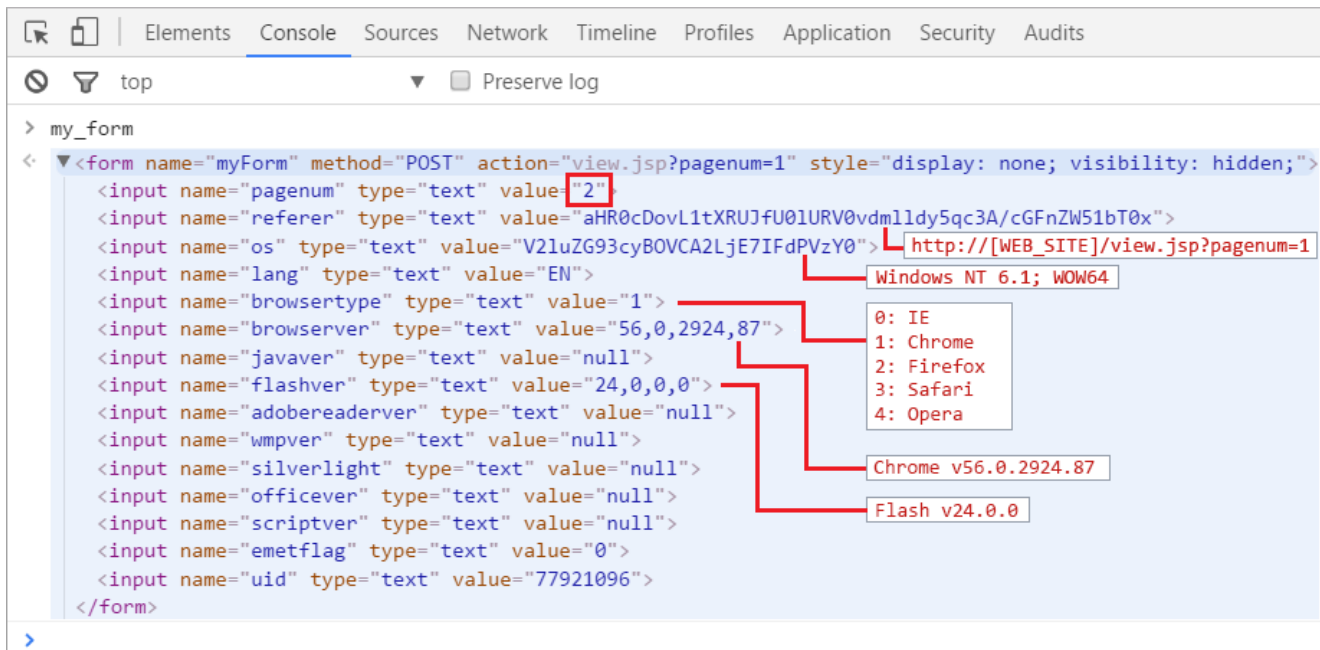 Elements Console Sources Network Timeline Profiles Application Security Audits
top ▼ Preserve log
> my_form
▼<form name="myForm" method="POST" action="view.jsp?pagenum=1" style="display: none; visibility: hidden;">
<input name="pagenum" type="text" value="2">
<input name="referer" type="text" value="aHR0cDovL1tXRUJfU0lURV0vdmlldy5qc3A/cGFnZW51bT0x">
<input name="os" type="text" value="V2luZG93cyBOVCA2LjE7IFdPVzY0"> http://[WEB_SITE]/view.jsp?pagenum=1
<input name="lang" type="text" value="EN"> Windows NT 6.1; WOW64
<input name="browsertype" type="text" value="1">
<input name="browserver" type="text" value="56,0,2924,87">
<input name="javaver" type="text" value="null">
<input name="flashver" type="text" value="24,0,0,0">
<input name="adobereaderver" type="text" value="null">
0: IE
1: Chrome
2: Firefox
3: Safari
4: Opera
<input name="wmpver" type="text" value="null">
<input name="silverlight" type="text" value="null"> Chrome v56.0.2924.87
<input name="officever" type="text" value="null">
<input name="scriptver" type="text" value="null"> Flash v24.0.0
<input name="emetflag" type="text" value="0">
<input name="uid" type="text" value="77921096">
</form>
>